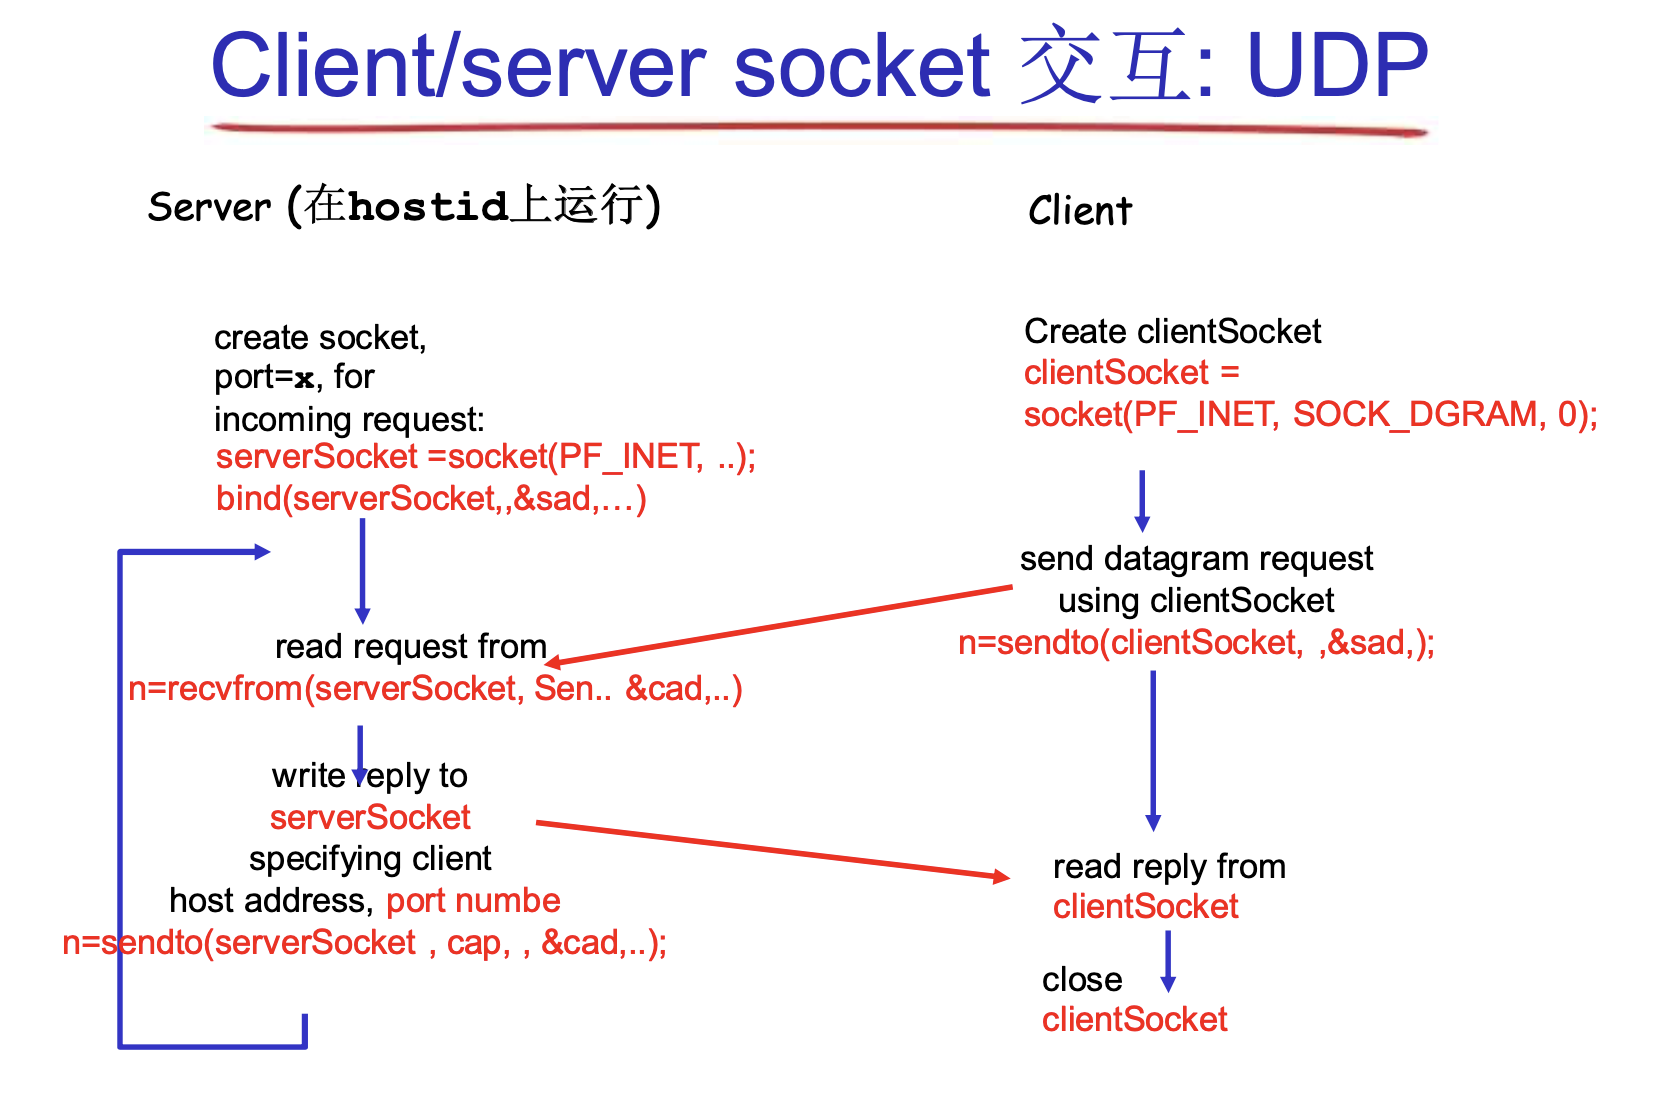 Client/server socket 交互: UDP
Server (在hostid上运行)
create socket,
port=x, for
incoming request:
serverSocket =socket(PF_INET, ..);
bind(serverSocket,,&sad,...)
read request from
n=recvfrom(serverSocket, Sen.. &cad,..)
write reply to
serverSocket
specifying client
host address, port numbe
n=sendto(serverSocket , cap, , &cad,..);
Client
Create clientSocket
clientSocket =
socket(PF_INET, SOCK_DGRAM, 0);
send datagram request
using clientSocket
n=sendto(clientSocket, ,&sad,);
read reply from
clientSocket
close
clientSocket